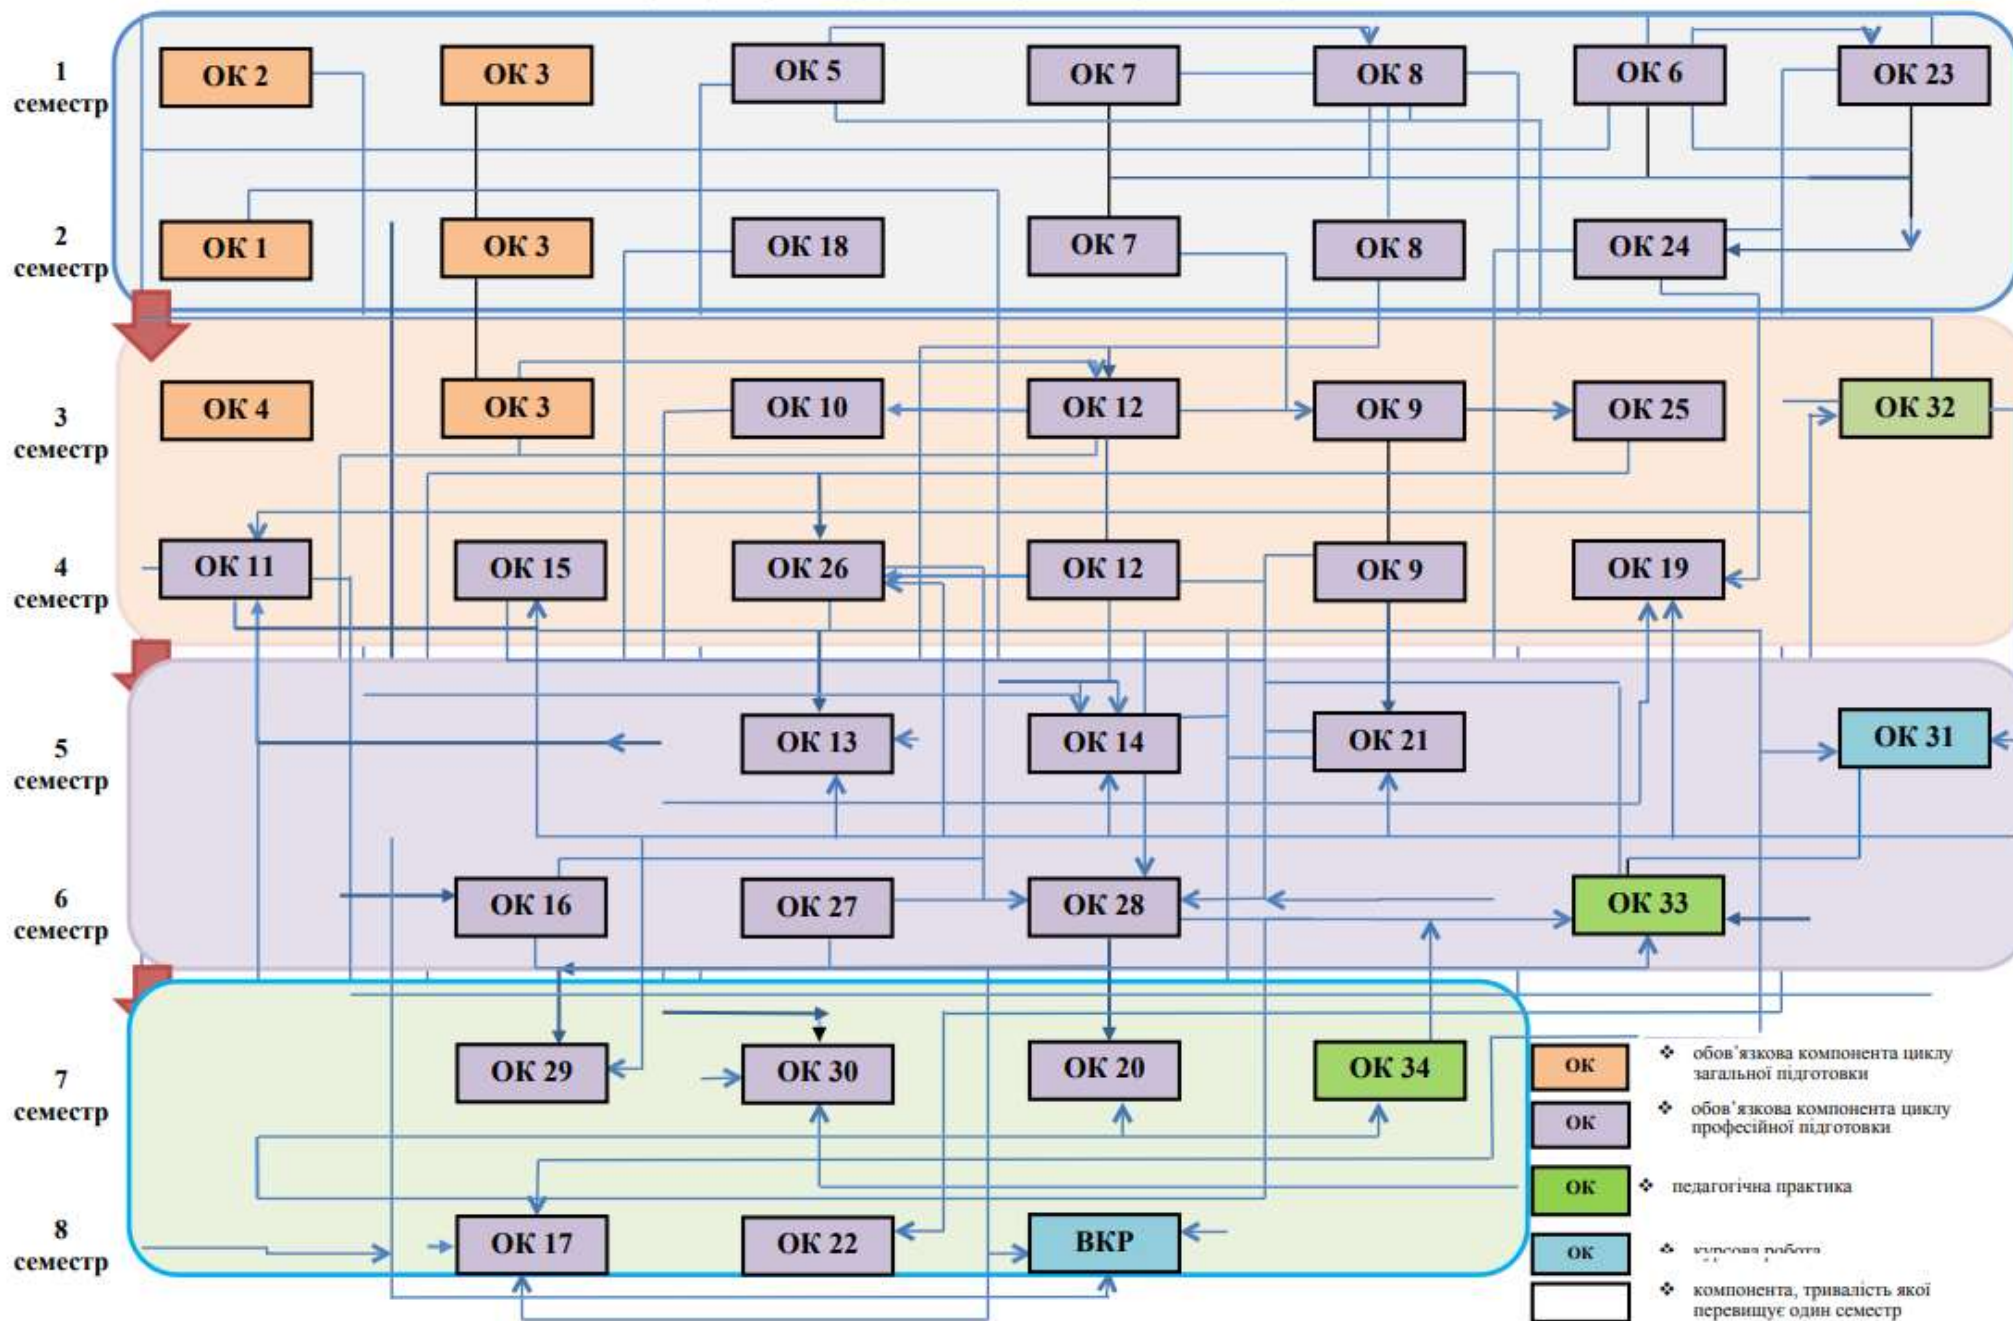 1
семестр
ОК 2
ОК 3
ОК 5
ОК 7
ОК 8
ОК 6
ОК 23
2
семестр
ОК 1
ОК 3
ОК 18
ОК 7
ОК 8
ОК 24
3
семестр
ОК 4
ОК 3
ОК 10
ОК 12
ОК 9
ОК 25
ОК 32
4
семестр
ОК 11
ОК 15
ОК 26
ОК 12
ОК 9
ОК 19
5
семестр
ОК 13
ОК 14
ОК 21
ОК 31
6
семестр
ОК 16
ОК 27
ОК 28
ОК 33
7
семестр
ОК 29
ОК 30
ОК 20
ОК 34
8
семестр
ОК 17
ОК 22
ВКР
ОК
❖ обов’язкова компонента циклу
загальної підготовки
ОК
❖ обов’язкова компонента циклу
професійної підготовки
ОК
❖ педагогічна практика
ОК
❖ курсова робота
❖ компонента, тривалість якої
перевищує один семестр